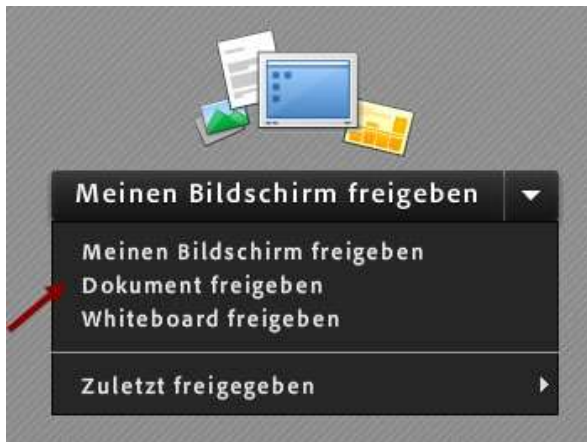 Meinen Bildschirm freigeben
Meinen Bildschirm freigeben
Dokument freigeben
Whiteboard freigeben
Zuletzt freigegeben